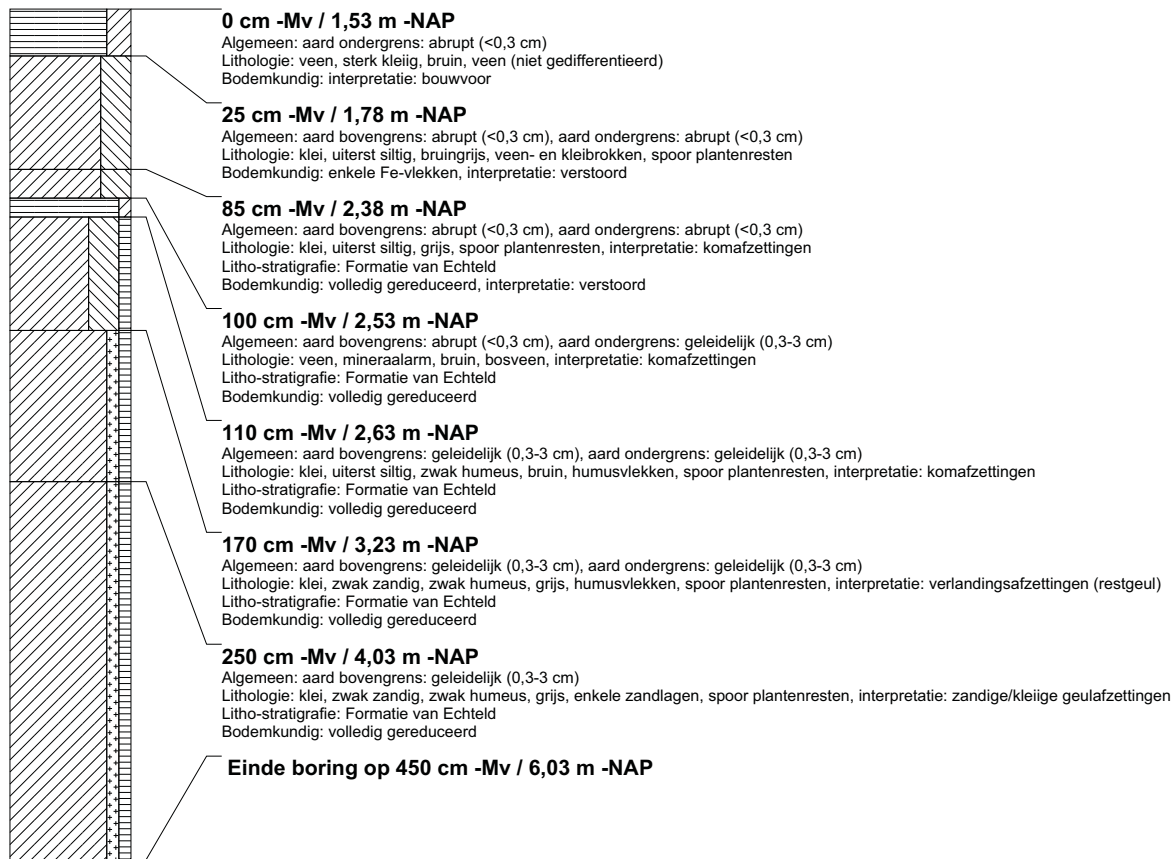 0 cm -Mv / 1,53 m -NAP
Algemeen: aard ondergrens: abrupt (<0,3 cm)
Lithologie: veen, sterk kleiig, bruin, veen (niet gedifferentieerd)
Bodemkundig: interpretatie: bouwvoor
25 cm -Mv / 1,78 m -NAP
Algemeen: aard bovengrens: abrupt (<0,3 cm), aard ondergrens: abrupt (<0,3 cm)
Lithologie: klei, uiterst siltig, bruingrijs, veen- en kleibrokken, spoor plantenresten
Bodemkundig: enkele Fe-vlekken, interpretatie: verstoord
85 cm -Mv / 2,38 m -NAP
Algemeen: aard bovengrens: abrupt (<0,3 cm), aard ondergrens: abrupt (<0,3 cm)
Lithologie: klei, uiterst siltig, grijs, spoor plantenresten, interpretatie: komafzettingen
Litho-stratigrafie: Formatie van Echteld
Bodemkundig: volledig gereduceerd, interpretatie: verstoord
100 cm -Mv / 2,53 m -NAP
Algemeen: aard bovengrens: abrupt (<0,3 cm), aard ondergrens: geleidelijk (0,3-3 cm)
Lithologie: veen, mineraalarm, bruin, bosveen, interpretatie: komafzettingen
Litho-stratigrafie: Formatie van Echteld
Bodemkundig: volledig gereduceerd
110 cm -Mv / 2,63 m -NAP
Algemeen: aard bovengrens: geleidelijk (0,3-3 cm), aard ondergrens: geleidelijk (0,3-3 cm)
Lithologie: klei, uiterst siltig, zwak humeus, bruin, humusvlekken, spoor plantenresten, interpretatie: komafzettingen
Litho-stratigrafie: Formatie van Echteld
Bodemkundig: volledig gereduceerd
170 cm -Mv / 3,23 m -NAP
Algemeen: aard bovengrens: geleidelijk (0,3-3 cm), aard ondergrens: geleidelijk (0,3-3 cm)
Lithologie: klei, zwak zandig, zwak humeus, grijs, humusvlekken, spoor plantenresten, interpretatie: verlandingsafzettingen (restgeul)
Litho-stratigrafie: Formatie van Echteld
Bodemkundig: volledig gereduceerd
250 cm -Mv / 4,03 m -NAP
Algemeen: aard bovengrens: geleidelijk (0,3-3 cm)
Lithologie: klei, zwak zandig, zwak humeus, grijs, enkele zandlagen, spoor plantenresten, interpretatie: zandige/kleiige geulafzettingen
Litho-stratigrafie: Formatie van Echteld
Bodemkundig: volledig gereduceerd
Einde boring op 450 cm -Mv / 6,03 m -NAP